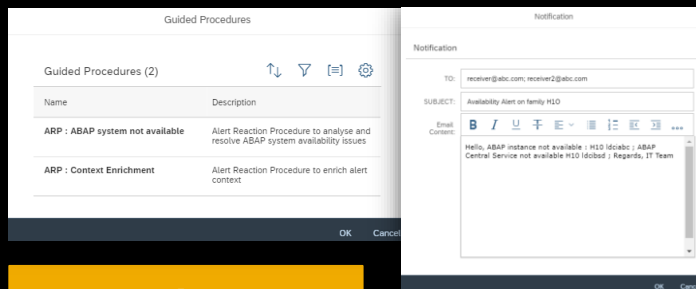 Guided Procedures
Guided Procedures (2)
Name Description
ARP : ABAP system not available Alert Reaction Procedure to analyse and
resolve ABAP system availability issues
ARP : Context Enrichment Alert Reaction Procedure to enrich alert
context
OK Cancel
Notification
Notification
TO: receiver@abc.com; receiver2@abc.com
SUBJECT: Availability Alert on family H1O
Email
Content:
B I U T
Hello, ABAP instance not available : H10 ldciabc ; ABAP
Central Service not available H10 ldcibsd ; Regards, IT Team
OK Canc